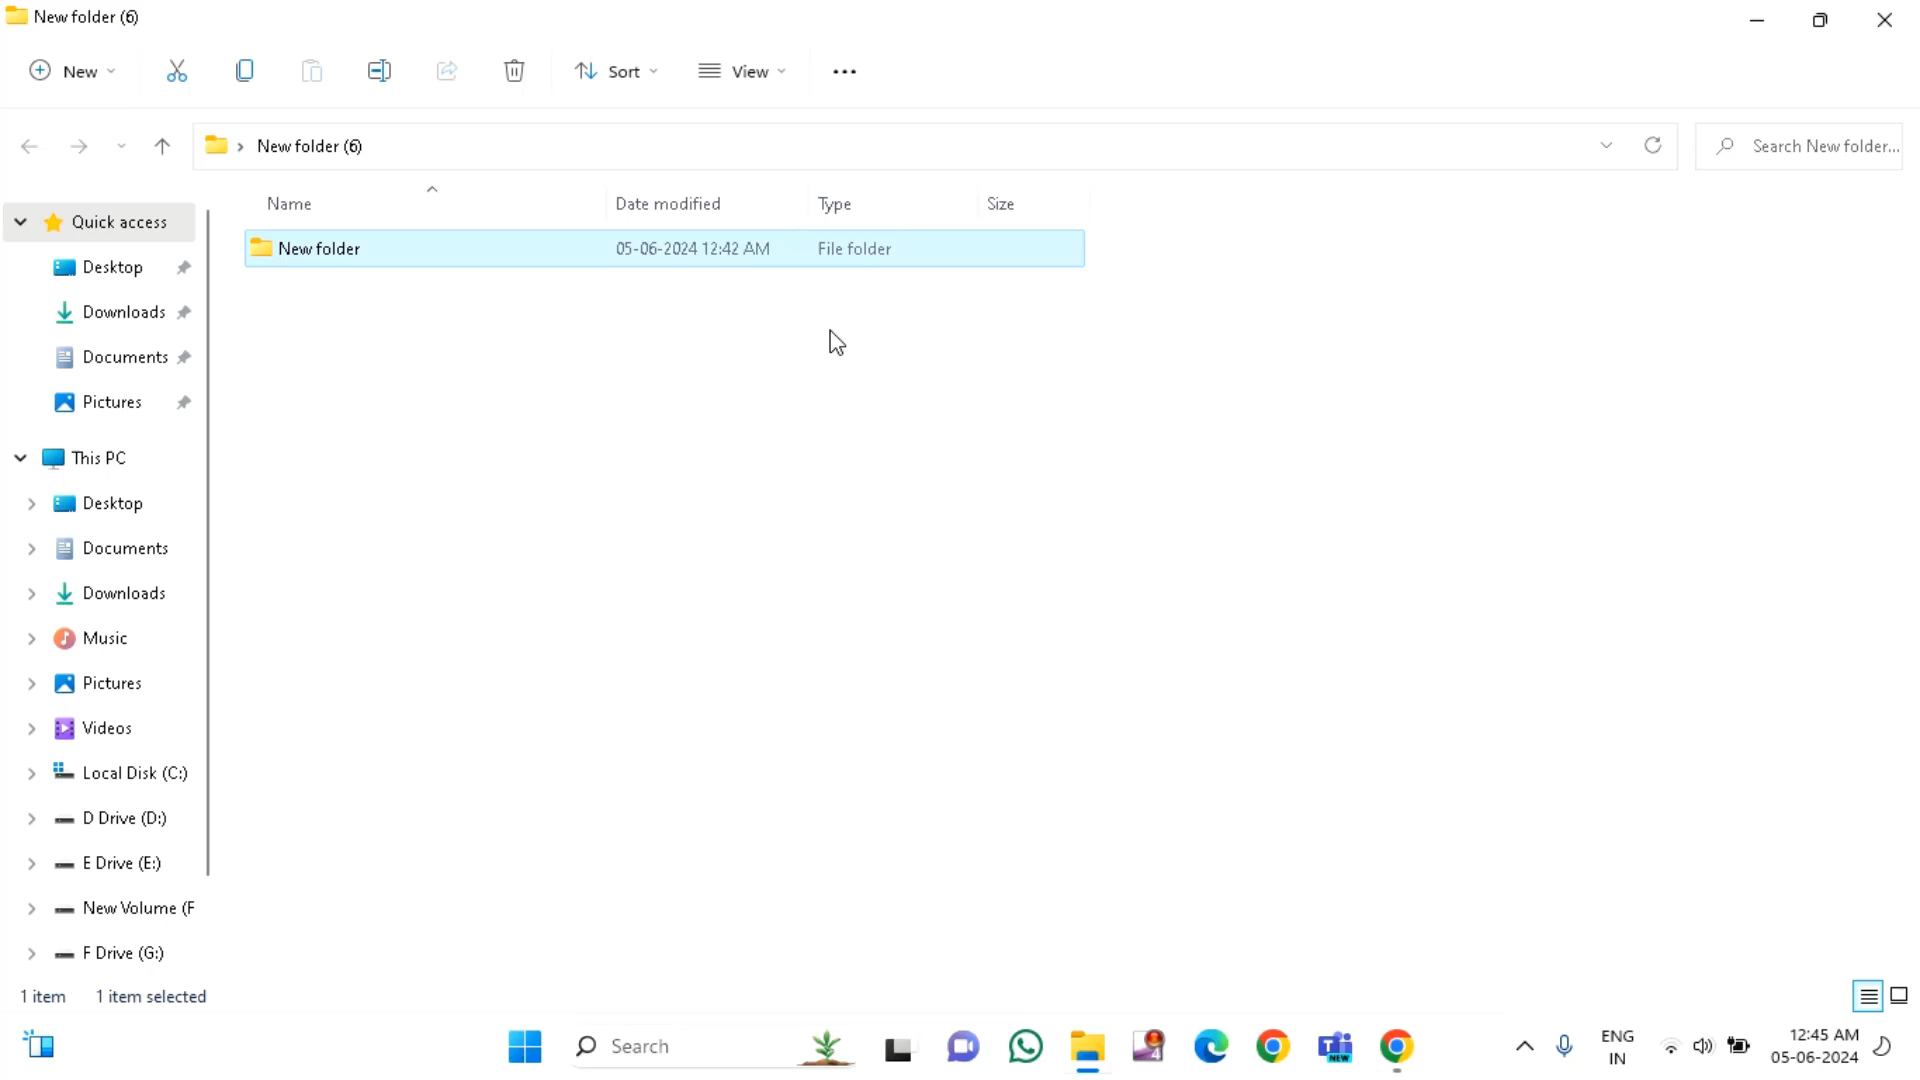 New folder (6)
New
Sort
View
New folder (6)
Search New folder...
Name
Date modified
Type
Size
New folder
05-06-2024 12:42 AM
File folder
Quick access
Desktop
Downloads
Documents
Pictures
This PC
Desktop
Documents
Downloads
Music
Pictures
Videos
Local Disk (C:)
D Drive (D:)
E Drive (E:)
New Volume (F
F Drive (G:)
1 item
1 item selected
Search
4
T
NEW
ENG
IN
12:45 AM
05-06-2024